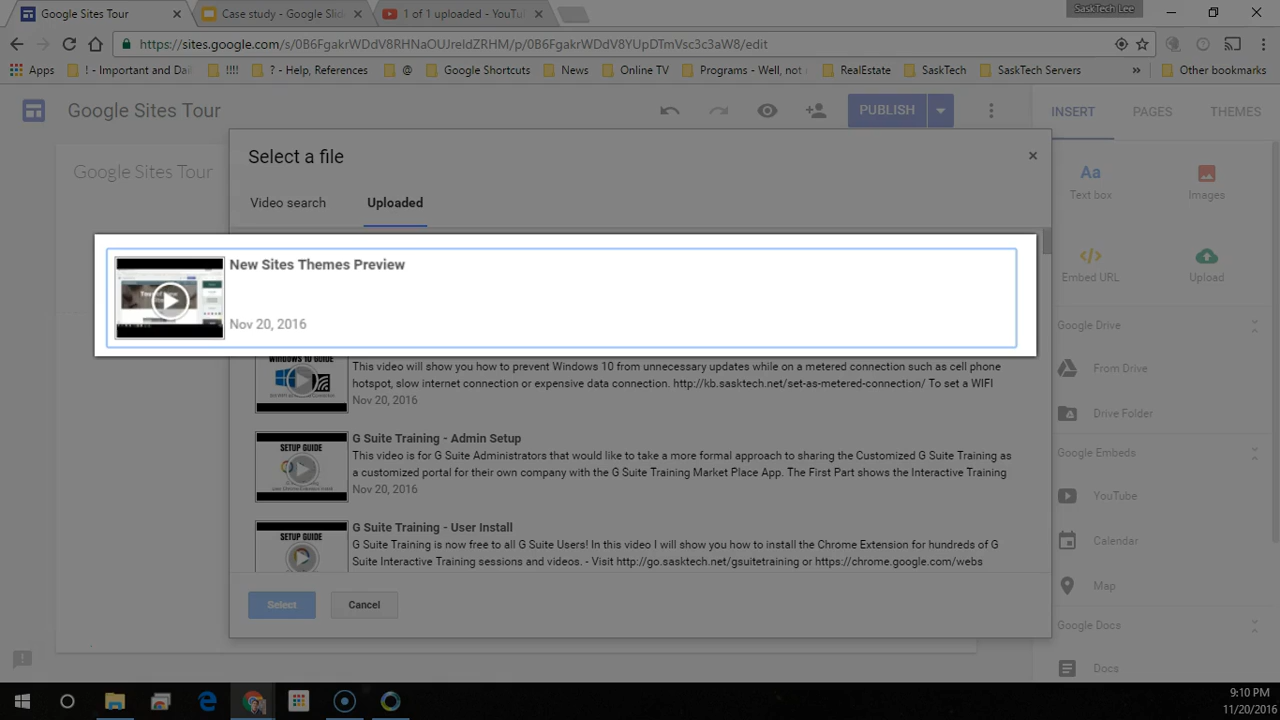 SaskTech Lee
Google Sites Tour
Case study - Google Slid
1 of 1 uploaded - YouTu
https://sites.google.com/s/0B6FgakrWDdV8RHNaOUJreldZRHM/p/0B6FgakrWDdV8YUpDTmVsc3c3aW8/edit
Apps
! - Important and Dai
!!!!
? - Help, References
@
Google Shortcuts
News
Online TV
Programs - Well, not
RealEstate
SaskTech
SaskTech Servers
»
Other bookmarks
Google Sites Tour
PUBLISH
INSERT
PAGES
THEMES
Google Sites Tour
Select a file
Video search
Uploaded
New Sites Themes Preview
Nov 20, 2016
WINDOWS 10 GUIDE
This video will show you how to prevent Windows 10 from unnecessary updates while on a metered connection such as cell phone
hotspot, slow internet connection or expensive data connection. http://kb.sasktech.net/set-as-metered-connection/ To set a WIFI
Nov 20, 2016
SETUP GUIDE
G Suite Training - Admin Setup
This video is for G Suite Administrators that would like to take a more formal approach to sharing the Customized G Suite Training as
a customized portal for their own company with the G Suite Training Market Place App. The First Part shows the Interactive Training
Nov 20, 2016
SETUP GUIDE
G Suite Training - User Install
G Suite Training is now free to all G Suite Users! In this video I will show you how to install the Chrome Extension for hundreds of G
Suite Interactive Training sessions and videos. - Visit http://go.sasktech.net/gsuitetraining or https://chrome.google.com/webs
Select
Cancel
Aa
Text box
Images
Embed URL
Upload
Google Drive
From Drive
Drive Folder
Google Embeds
YouTube
Calendar
Map
Google Docs
Docs
9:10 PM
11/20/2016